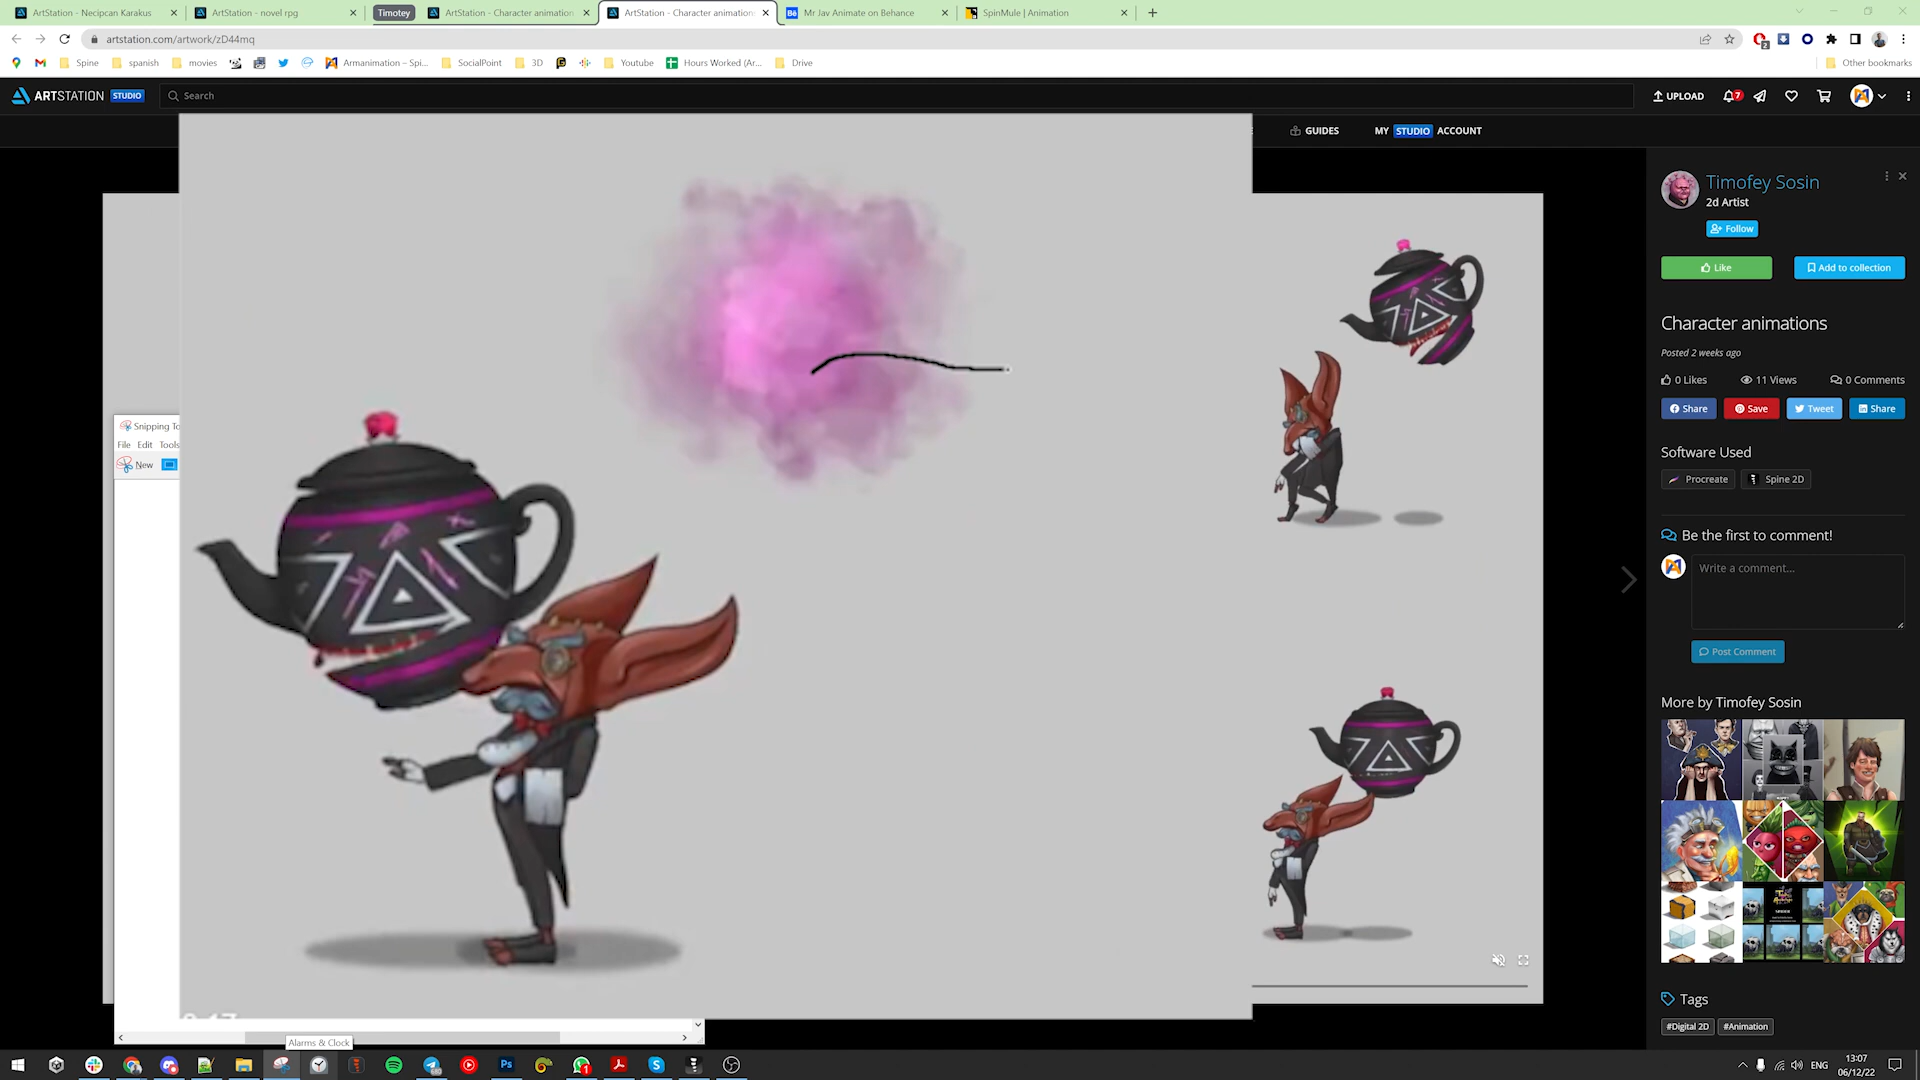 ArtStation - Necipcan Karakus
ArtStation - novel rpg
Timotey
ArtStation - Character animation
ArtStation - Character animation
Mr Jav Animate on Behance
SpinMule | Animation
artstation.com/artwork/zD44mq
Spine
spanish
movies
Armanimation – Spi...
SocialPoint
3D
Youtube
Hours Worked (Ar...
Drive
Other bookmarks
ARTSTATION STUDIO
Search
UPLOAD
7
GUIDES
MY STUDIO ACCOUNT
Timofey Sosin
2d Artist
Follow
Like
Add to collection
Character animations
Posted 2 weeks ago
0 Likes
11 Views
0 Comments
Share
Save
Tweet
Share
Software Used
Procreate
Spine 2D
Be the first to comment!
Write a comment...
Post Comment
More by Timofey Sosin
Tags
#Digital 2D
#Animation
Snipping To
File Edit Tools
New
Alarms & Clock
ENG
13:07
06/12/22